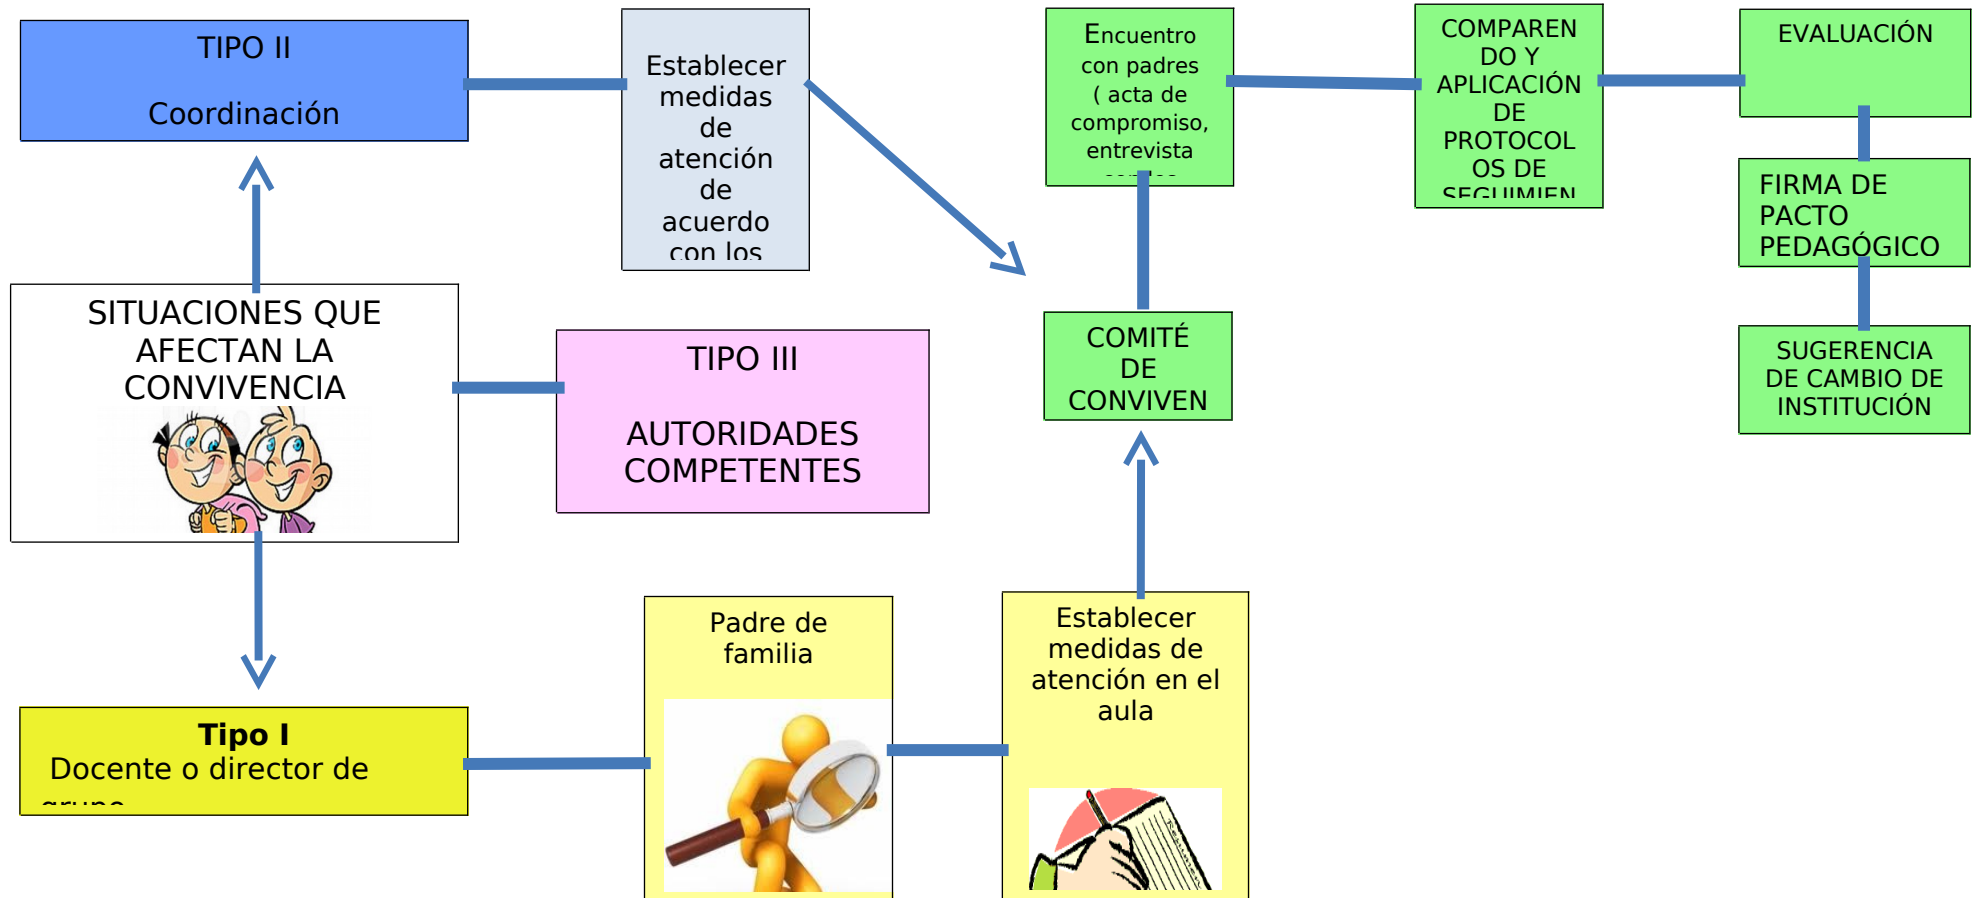 TIPO II
Coordinación
Establecer
medidas
de
atención
de
acuerdo
con los
Encuentro
con padres
( acta de
compromiso,
entrevista
COMPAREN
DO Y
APLICACIÓN
DE
PROTOCOL
OS DE
SEGUIMIEN
EVALUACIÓN
FIRMA DE
PACTO
PEDAGÓGICO
SUGERENCIA
DE CAMBIO DE
INSTITUCIÓN
SITUACIONES QUE
AFECTAN LA
CONVIVENCIA
TIPO III
AUTORIDADES
COMPETENTES
COMITÉ
DE
CONVIVEN
Tipo I
Docente o director de
grupo
Padre de
familia
Establecer
medidas de
atención en el
aula